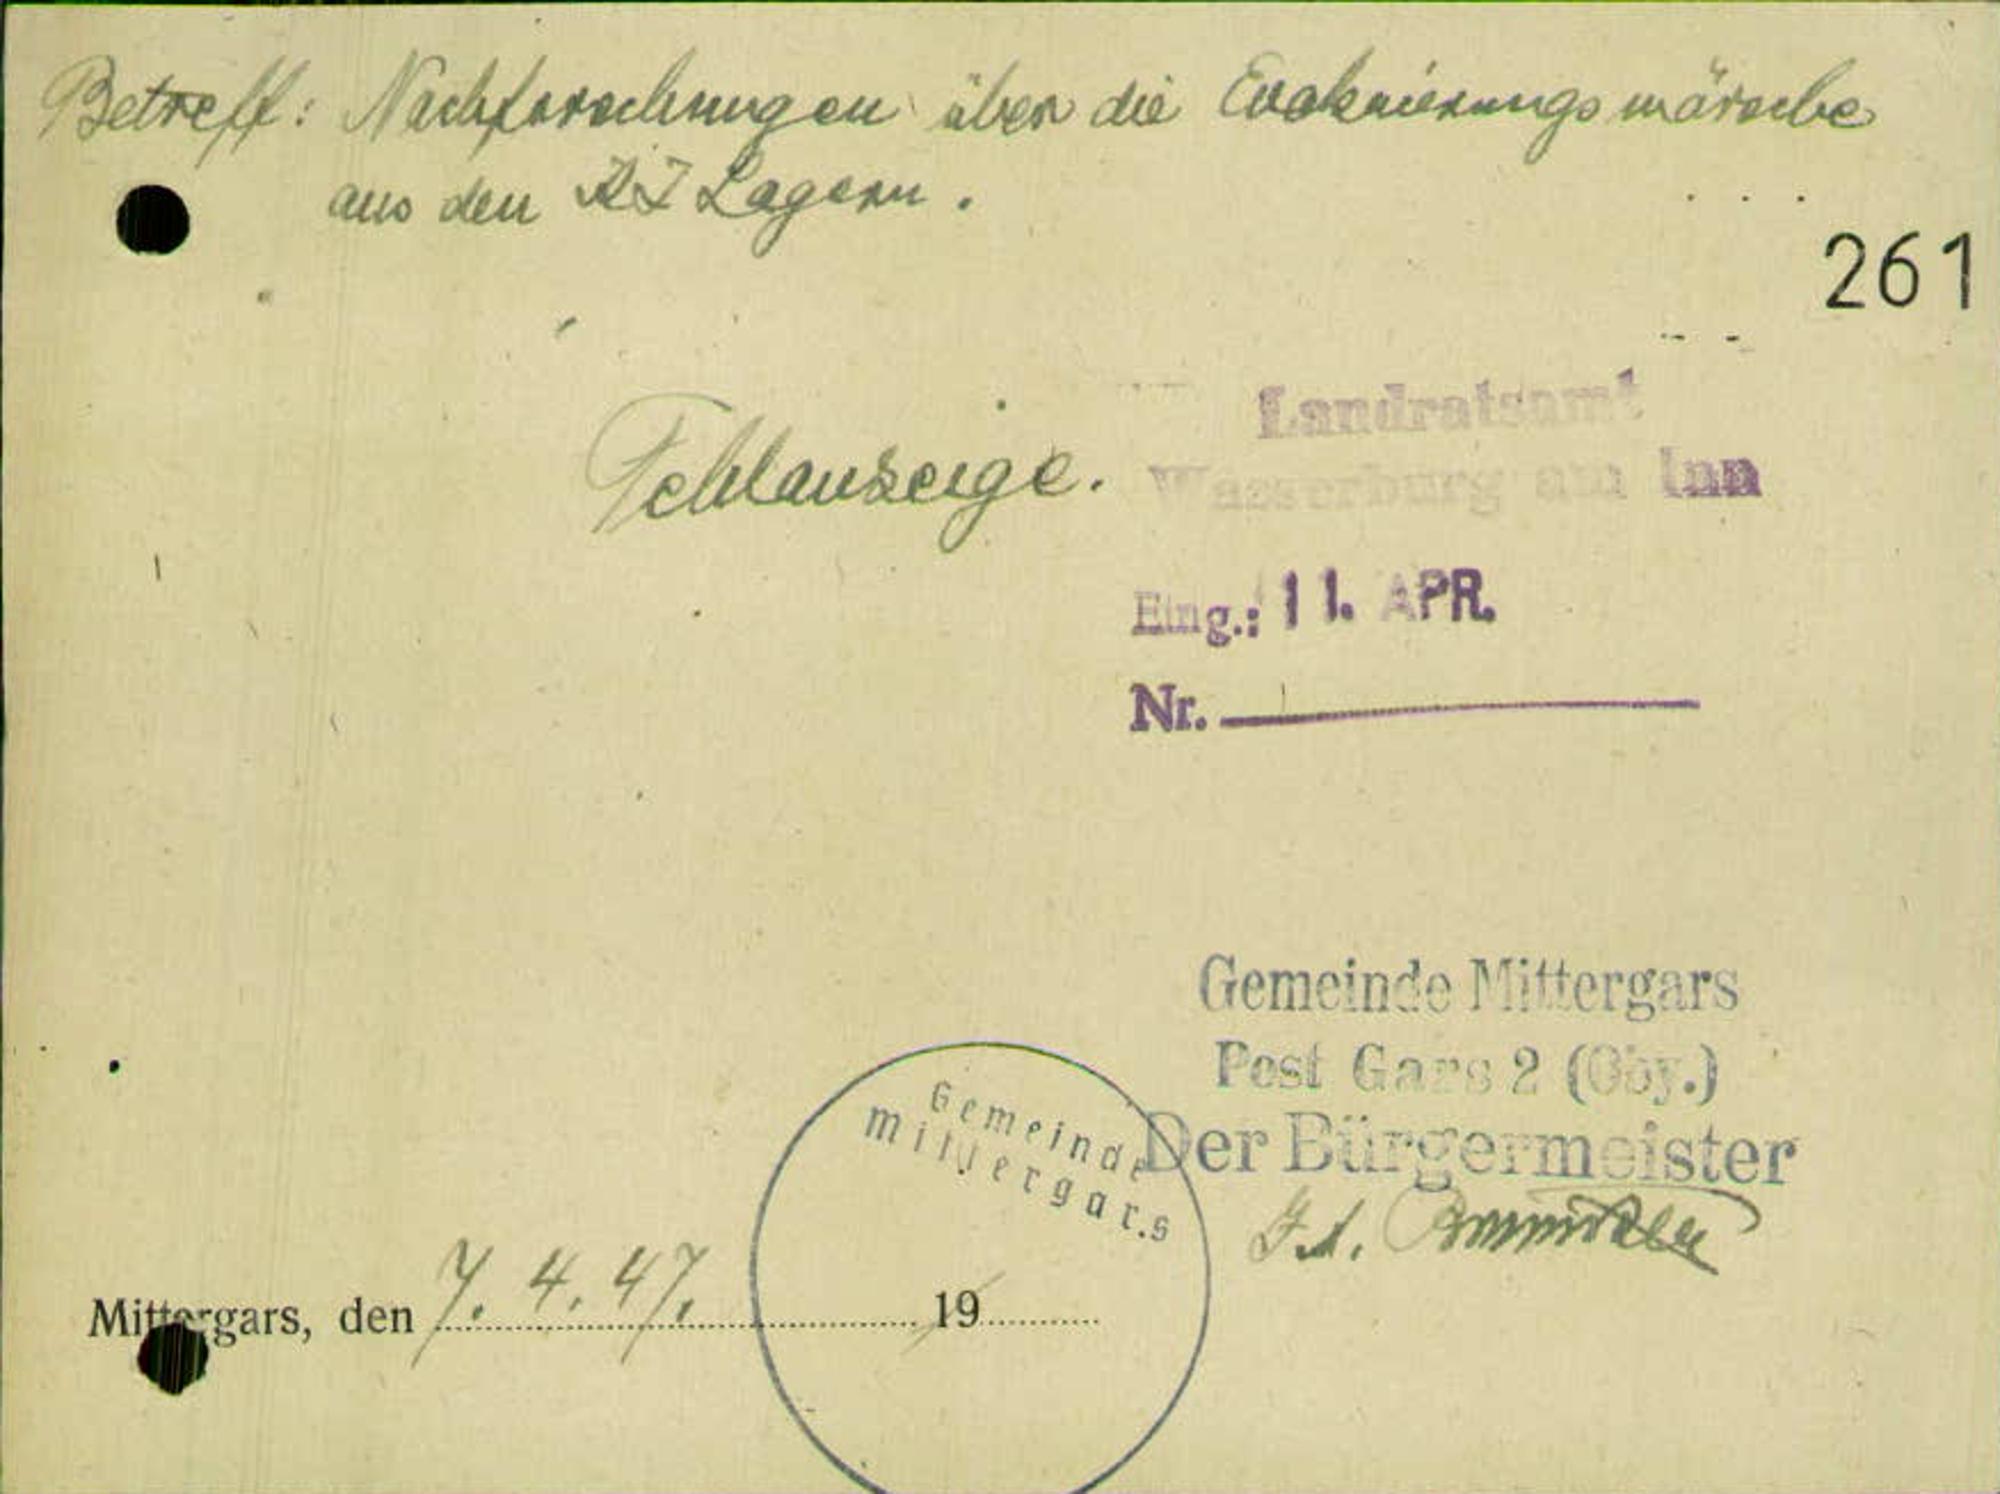 Betreff: Nachforschungen über die Evakuierungsmärsche
aus den KZ Lagern.
261
Fehlanzeige.
Landratsamt
Wasserburg am Inn
Eing.: 11. APR.
Nr.
Gemeinde Mittergars
Post Gars 2 (Oby.)
Der Bürgermeister
Gemeinde
Mittergars
Mittergars, den 7. 4. 47. 19